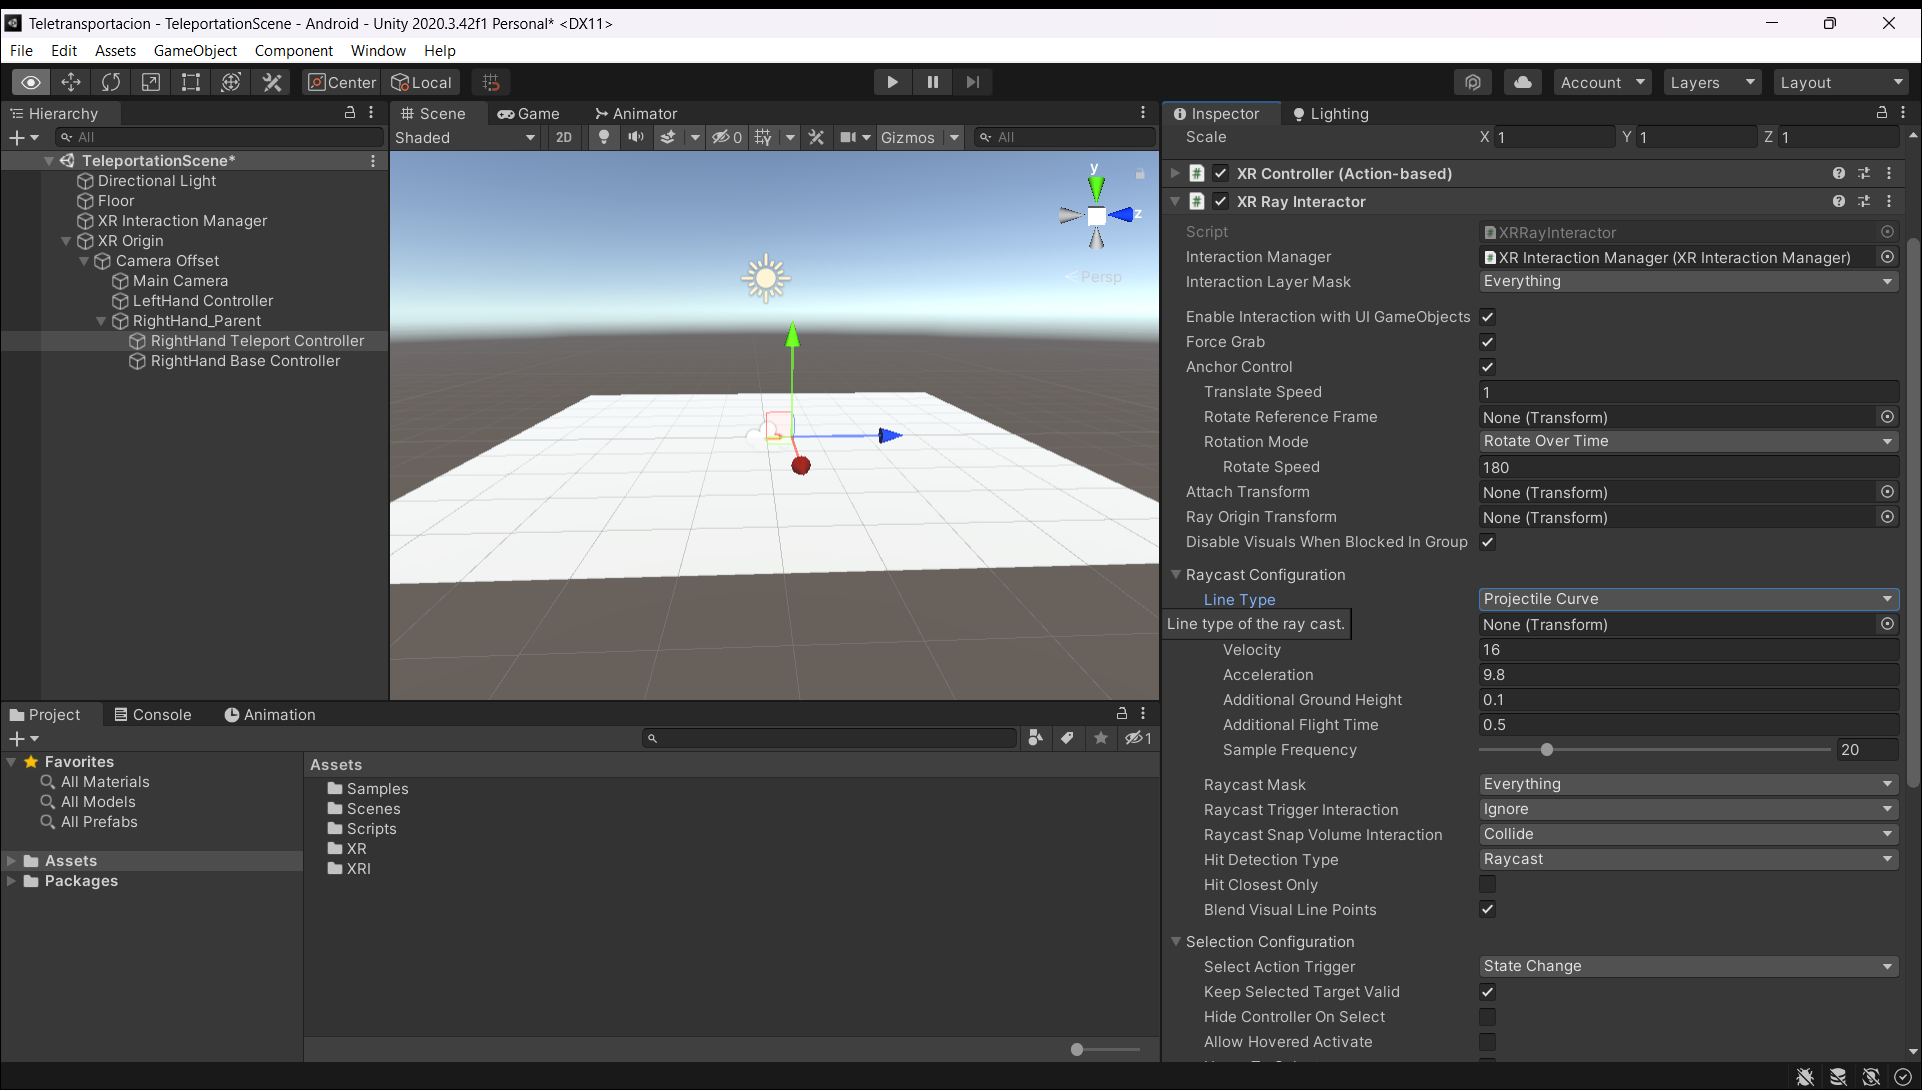 Teletransportacion - TeleportationScene - Android - Unity 2020.3.42f1 Personal* <DX11>
File Edit Assets GameObject Component Window Help
Center Local Account Layers Layout
Hierarchy
All
TeleportationScene*
Directional Light
Floor
XR Interaction Manager
XR Origin
Camera Offset
Main Camera
LeftHand Controller
RightHand_Parent
RightHand Teleport Controller
RightHand Base Controller
Scene Game Animator
Shaded 2D 0 Gizmos All
y
z
Persp
Inspector Lighting
Scale X 1 Y 1 Z 1
XR Controller (Action-based)
XR Ray Interactor
Script XRRayInteractor
Interaction Manager XR Interaction Manager (XR Interaction Manager)
Interaction Layer Mask Everything
Enable Interaction with UI GameObjects
Force Grab
Anchor Control
Translate Speed 1
Rotate Reference Frame None (Transform)
Rotation Mode Rotate Over Time
Rotate Speed 180
Attach Transform None (Transform)
Ray Origin Transform None (Transform)
Disable Visuals When Blocked In Group
Raycast Configuration
Line Type Projectile Curve
Line type of the ray cast. None (Transform)
Velocity 16
Acceleration 9.8
Additional Ground Height 0.1
Additional Flight Time 0.5
Sample Frequency 20
Raycast Mask Everything
Raycast Trigger Interaction Ignore
Raycast Snap Volume Interaction Collide
Hit Detection Type Raycast
Hit Closest Only
Blend Visual Line Points
Selection Configuration
Select Action Trigger State Change
Keep Selected Target Valid
Hide Controller On Select
Allow Hovered Activate
Project Console Animation
1
Favorites
All Materials
All Models
All Prefabs
Assets
Packages
Assets
Samples
Scenes
Scripts
XR
XRI